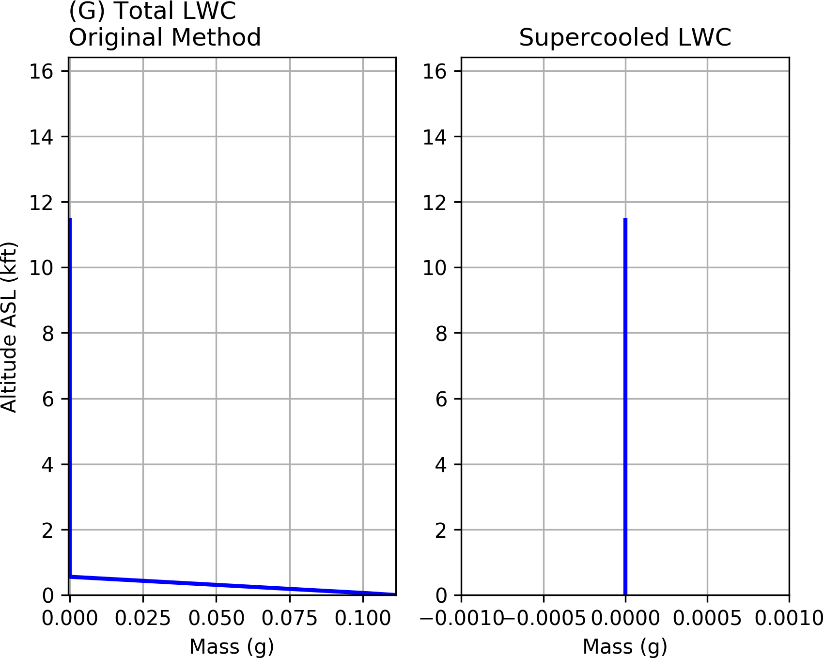 (G) Total LWC
Original Method
Supercooled LWC
16
14
12
10
8
6
4
2
0
Altitude ASL (kft)
0.000 0.025 0.050 0.075 0.100
Mass (g)
16
14
12
10
8
6
4
2
0
−0.0010 −0.0005 0.0000 0.0005 0.0010
Mass (g)